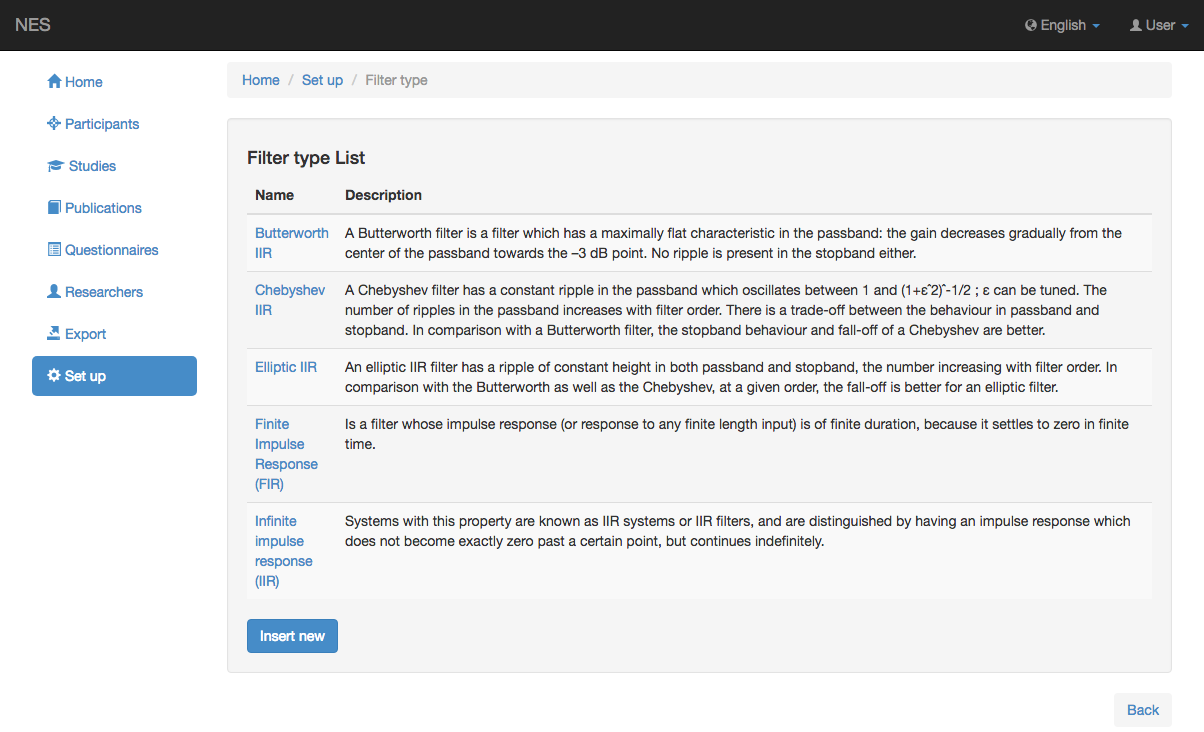 NES
English
User
Home
Participants
Studies
Publications
Questionnaires
Researchers
Export
Set up
Home / Set up / Filter type
Filter type List
Name Description
Butterworth IIR
A Butterworth filter is a filter which has a maximally flat characteristic in the passband: the gain decreases gradually from the
center of the passband towards the –3 dB point. No ripple is present in the stopband either.
Chebyshev IIR
A Chebyshev filter has a constant ripple in the passband which oscillates between 1 and (1+ε^2)^-1/2 ; ε can be tuned. The
number of ripples in the passband increases with filter order. There is a trade-off between the behaviour in passband and
stopband. In comparison with a Butterworth filter, the stopband behaviour and fall-off of a Chebyshev are better.
Elliptic IIR
An elliptic IIR filter has a ripple of constant height in both passband and stopband, the number increasing with filter order. In
comparison with the Butterworth as well as the Chebyshev, at a given order, the fall-off is better for an elliptic filter.
Finite
Impulse
Response
(FIR)
Is a filter whose impulse response (or response to any finite length input) is of finite duration, because it settles to zero in finite
time.
Infinite
impulse
response
(IIR)
Systems with this property are known as IIR systems or IIR filters, and are distinguished by having an impulse response which
does not become exactly zero past a certain point, but continues indefinitely.
Insert new
Back